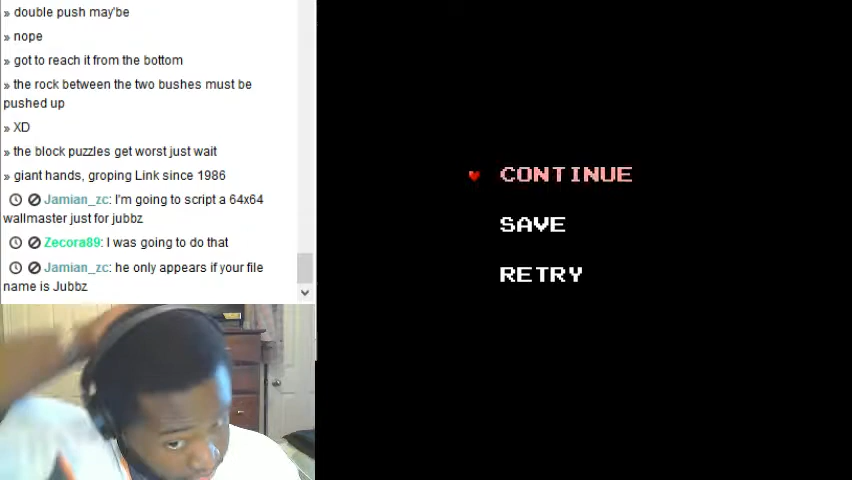 » double push may'be
» nope
» got to reach it from the bottom
» the rock between the two bushes must be
pushed up
» XD
» the block puzzles get worst just wait
» giant hands, groping Link since 1986
Jamian_zc: I'm going to script a 64x64
wallmaster just for jubbz
Zecora89: I was going to do that
Jamian_zc: he only appears if your file
name is Jubbz
CONTINUE
SAVE
RETRY